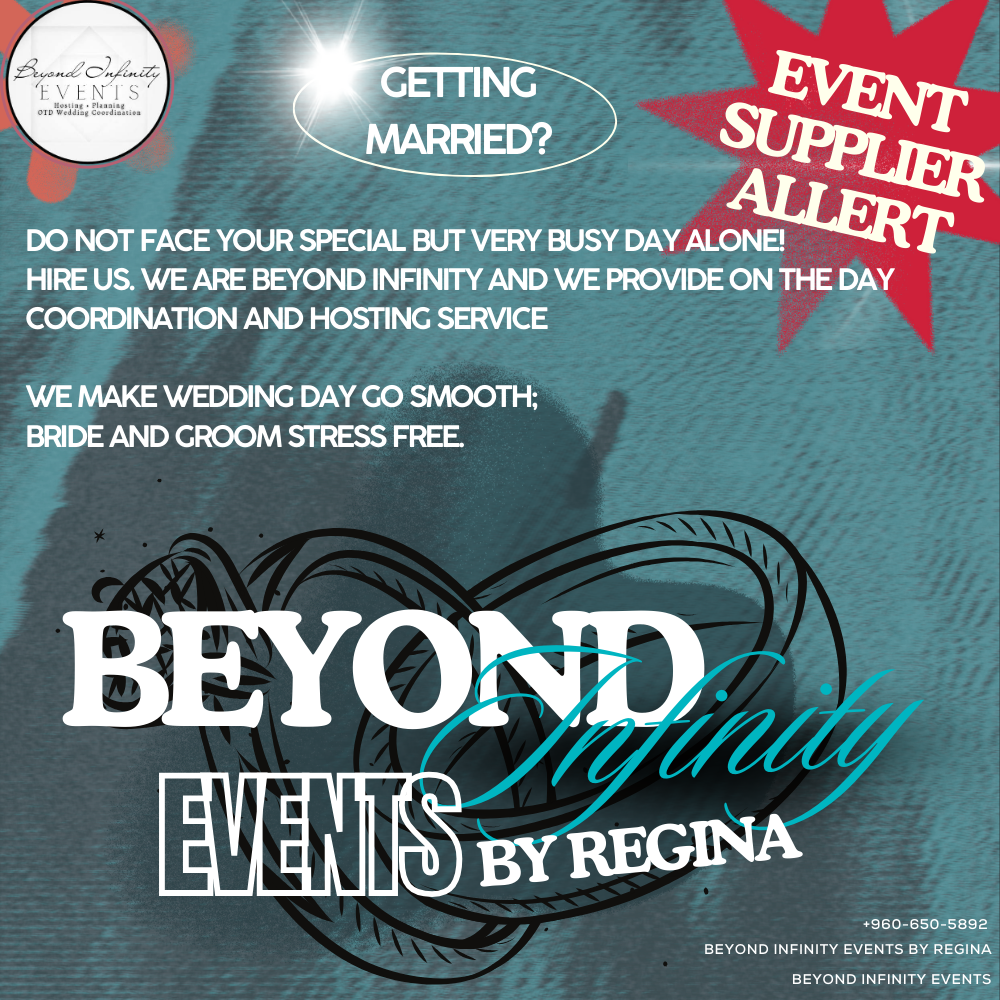 Beyond Infinity
EVENTS
Hosting + Planning
OTD Wedding Coordination
GETTING
MARRIED?
EVENT
SUPPLIER
ALLERT
DO NOT FACE YOUR SPECIAL BUT VERY BUSY DAY ALONE!
HIRE US. WE ARE BEYOND INFINITY AND WE PROVIDE ON THE DAY
COORDINATION AND HOSTING SERVICE
WE MAKE WEDDING DAY GO SMOOTH;
BRIDE AND GROOM STRESS FREE.
BEYOND
Infinity
EVENTS
BY REGINA
+960-650-5892
BEYOND INFINITY EVENTS BY REGINA
BEYOND INFINITY EVENTS